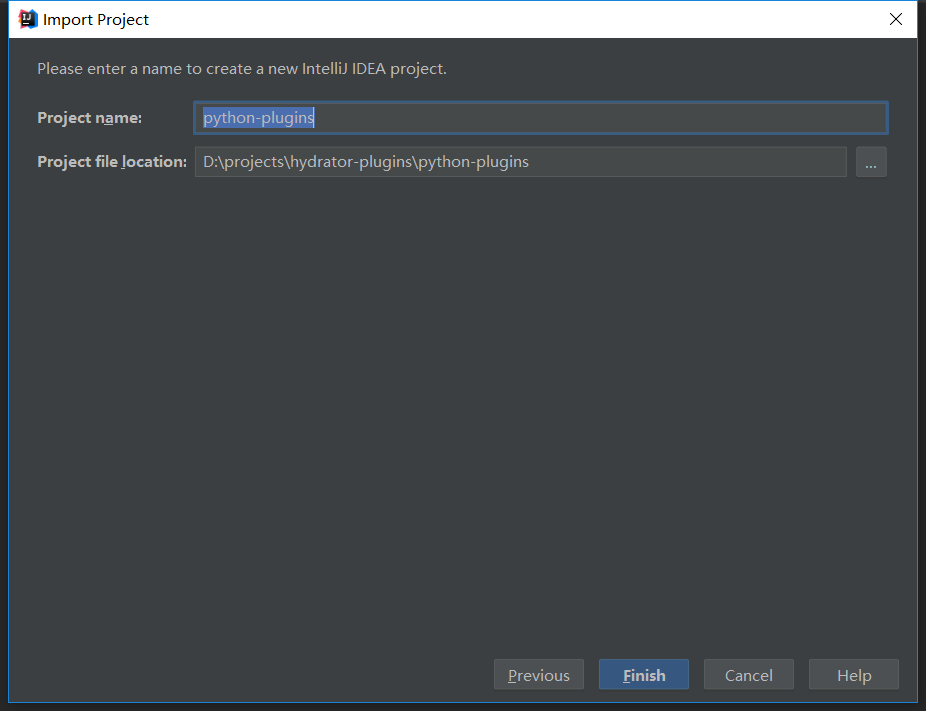 Import Project
Please enter a name to create a new IntelliJ IDEA project.
Project name: python-plugins
Project file location: D:\projects\hydrator-plugins\python-plugins ...
Previous Finish Cancel Help